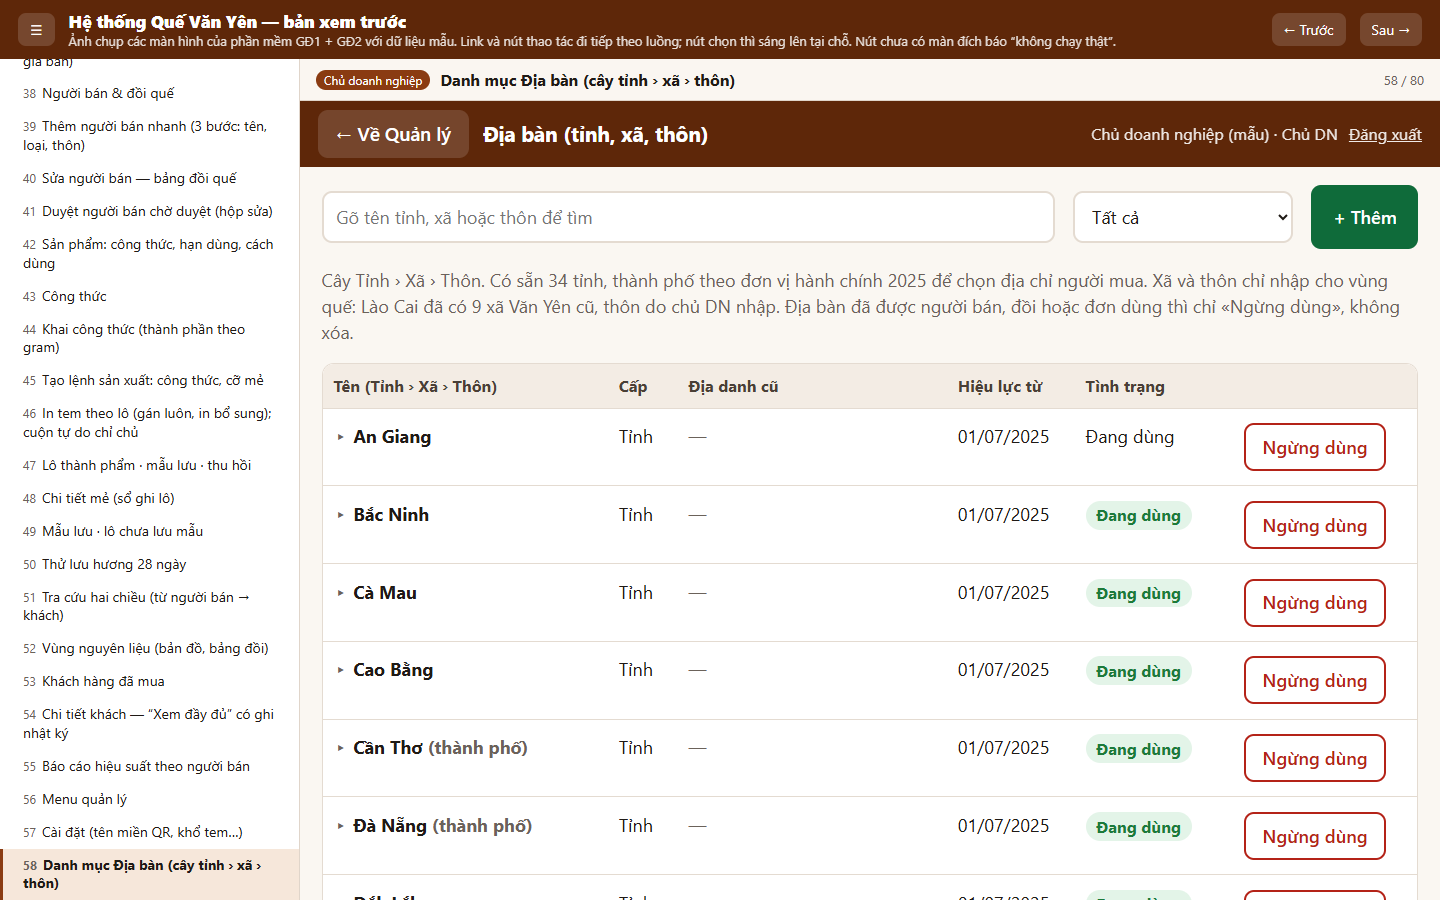 ☰
Hệ thống Quế Văn Yên — bản xem trước
Ảnh chụp các màn hình của phần mềm GĐ1 + GĐ2 với dữ liệu mẫu. Link và nút thao tác đi tiếp theo luồng; nút chọn thì sáng lên tại chỗ. Nút chưa có màn đích báo “không chạy thật”.
← Trước
Sau →
giá bán)
38 Người bán & đồi quế
39 Thêm người bán nhanh (3 bước: tên,
loại, thôn)
40 Sửa người bán — bảng đồi quế
41 Duyệt người bán chờ duyệt (hộp sửa)
42 Sản phẩm: công thức, hạn dùng, cách
dùng
43 Công thức
44 Khai công thức (thành phần theo
gram)
45 Tạo lệnh sản xuất: công thức, cỡ mẻ
46 In tem theo lô (gán luôn, in bổ sung);
cuộn tự do chỉ chủ
47 Lô thành phẩm · mẫu lưu · thu hồi
48 Chi tiết mẻ (sổ ghi lô)
49 Mẫu lưu · lô chưa lưu mẫu
50 Thử lưu hương 28 ngày
51 Tra cứu hai chiều (từ người bán →
khách)
52 Vùng nguyên liệu (bản đồ, bảng đồi)
53 Khách hàng đã mua
54 Chi tiết khách — “Xem đầy đủ” có ghi
nhật ký
55 Báo cáo hiệu suất theo người bán
56 Menu quản lý
57 Cài đặt (tên miền QR, khổ tem…)
58 Danh mục Địa bàn (cây tỉnh › xã ›
thôn)
Chủ doanh nghiệp Danh mục Địa bàn (cây tỉnh › xã › thôn) 58 / 80
← Về Quản lý Địa bàn (tỉnh, xã, thôn) Chủ doanh nghiệp (mẫu) · Chủ DN Đăng xuất
Gõ tên tỉnh, xã hoặc thôn để tìm Tất cả + Thêm
Cây Tỉnh › Xã › Thôn. Có sẵn 34 tỉnh, thành phố theo đơn vị hành chính 2025 để chọn địa chỉ người mua. Xã và thôn chỉ nhập cho vùng
quế: Lào Cai đã có 9 xã Văn Yên cũ, thôn do chủ DN nhập. Địa bàn đã được người bán, đồi hoặc đơn dùng thì chỉ «Ngừng dùng», không
xóa.
Tên (Tỉnh › Xã › Thôn) Cấp Địa danh cũ Hiệu lực từ Tình trạng
▸ An Giang Tỉnh — 01/07/2025 Đang dùng Ngừng dùng
▸ Bắc Ninh Tỉnh — 01/07/2025 Đang dùng Ngừng dùng
▸ Cà Mau Tỉnh — 01/07/2025 Đang dùng Ngừng dùng
▸ Cao Bằng Tỉnh — 01/07/2025 Đang dùng Ngừng dùng
▸ Cần Thơ (thành phố) Tỉnh — 01/07/2025 Đang dùng Ngừng dùng
▸ Đà Nẵng (thành phố) Tỉnh — 01/07/2025 Đang dùng Ngừng dùng